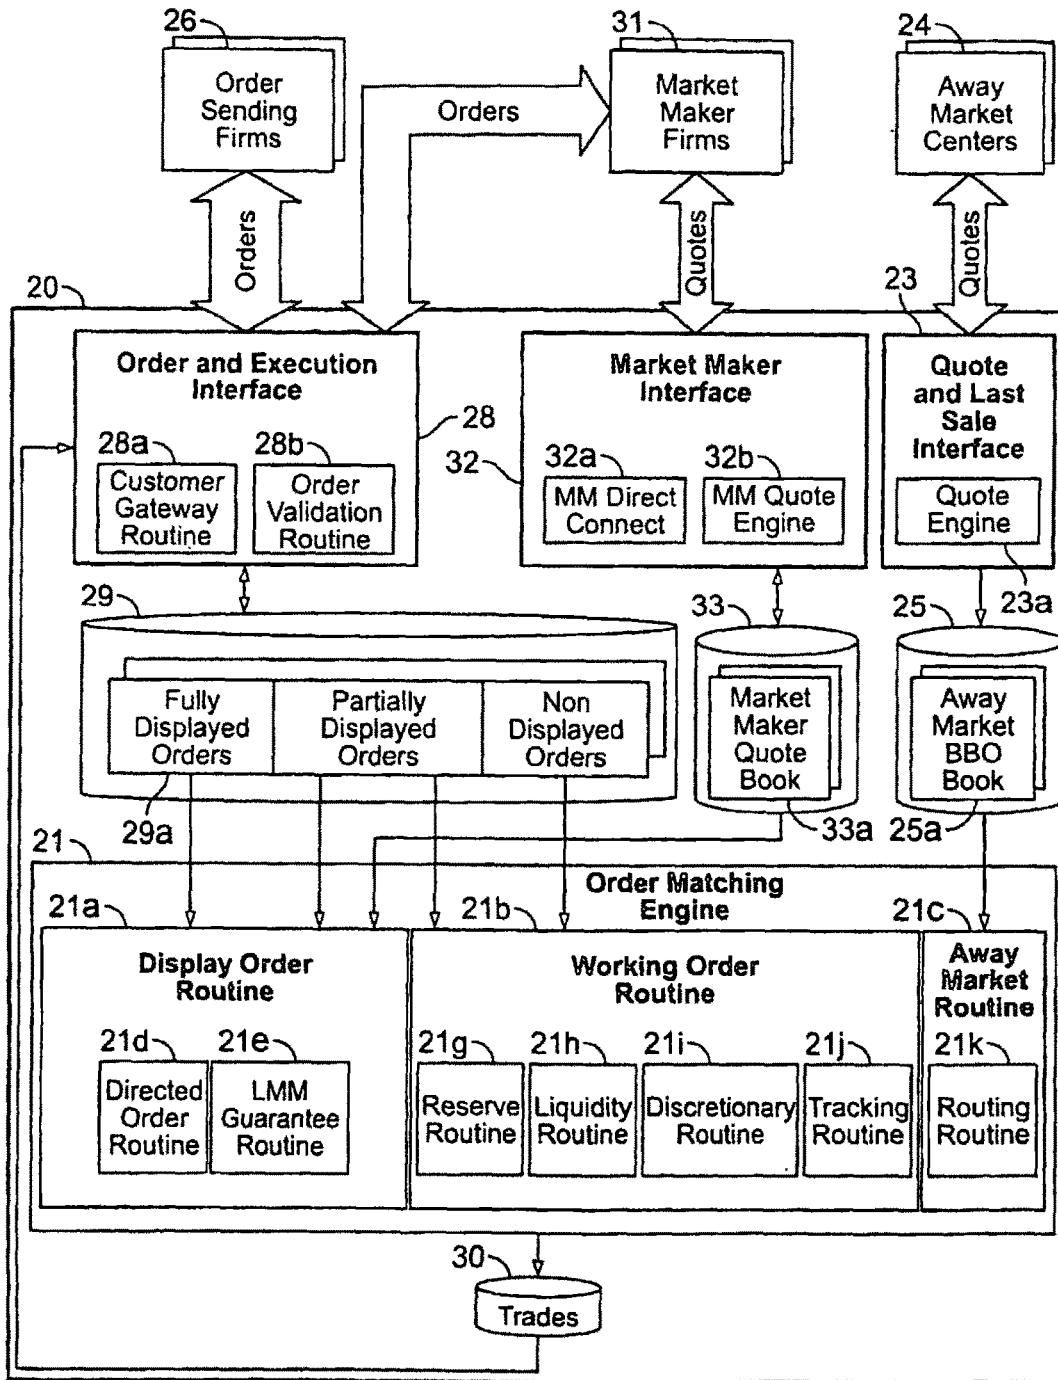 26
Order
Sending
Firms
31
Market
Maker
Firms
24
Away
Market
Centers
Orders
Orders
Quotes
Quotes
20
23
Order and Execution
Interface
28
28a
Customer
Gateway
Routine
28b
Order
Validation
Routine
Market Maker
Interface
32
32a
MM Direct
Connect
32b
MM Quote
Engine
Quote
and Last
Sale
Interface
Quote
Engine
23a
29
Fully
Displayed
Orders
Partially
Displayed
Orders
Non
Displayed
Orders
29a
33
Market
Maker
Quote
Book
33a
25
Away
Market
BBO
Book
25a
21
Order Matching
Engine
21a
Display Order
Routine
21d
Directed
Order
Routine
21e
LMM
Guarantee
Routine
21b
Working Order
Routine
21g
Reserve
Routine
21h
Liquidity
Routine
21i
Discretionary
Routine
21j
Tracking
Routine
21c
Away
Market
Routine
21k
Routing
Routine
30
Trades